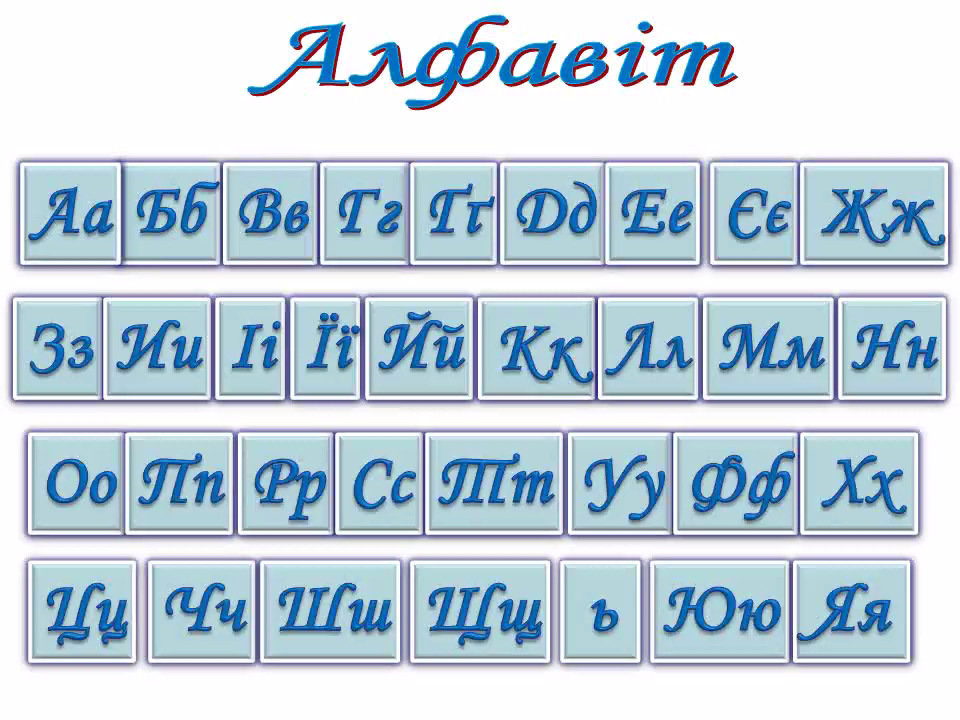 Алфавіт
Аа Бб Вв Гг Ґґ Дд Ее Єє Жж
Зз Ии Іі Її Йй Кк Лл Мм Нн
Оо Пп Рр Сс Тт Уу Фф Хх
Цц Чч Шш Щщ ь Юю Яя